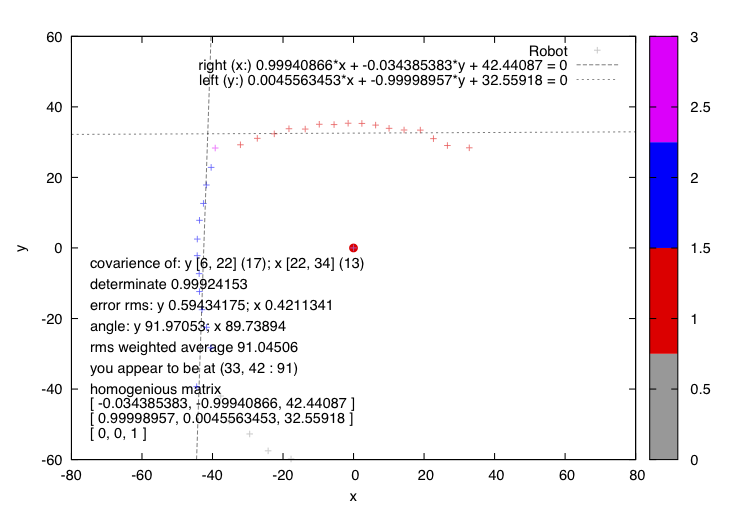 Robot
right (x:) 0.99940866*x + -0.034385383*y + 42.44087 = 0
left (y:) 0.0045563453*x + -0.99998957*y + 32.55918 = 0
60
40
20
0
-20
-40
-60
y
covarience of: y [6, 22] (17); x [22, 34] (13)
determinate 0.99924153
error rms: y 0.59434175; x 0.4211341
angle: y 91.97053; x 89.73894
rms weighted average 91.04506
you appear to be at (33, 42 : 91)
homogenious matrix
[ -0.034385383, -0.99940866, 42.44087 ]
[ 0.99998957, 0.0045563453, 32.55918 ]
[ 0, 0, 1 ]
-80 -60 -40 -20 0 20 40 60 80
x
3
2.5
2
1.5
1
0.5
0